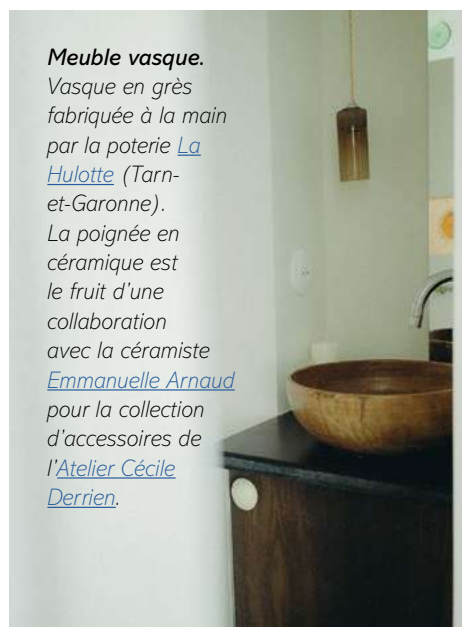 Meuble vasque.
Vasque en grès
fabriquée à la main
par la poterie La
Hulotte (Tarn-
et-Garonne).
La poignée en
céramique est
le fruit d'une
collaboration
avec la céramiste
Emmanuelle Arnaud
pour la collection
d'accessoires de
l'Atelier Cécile
Derrien.